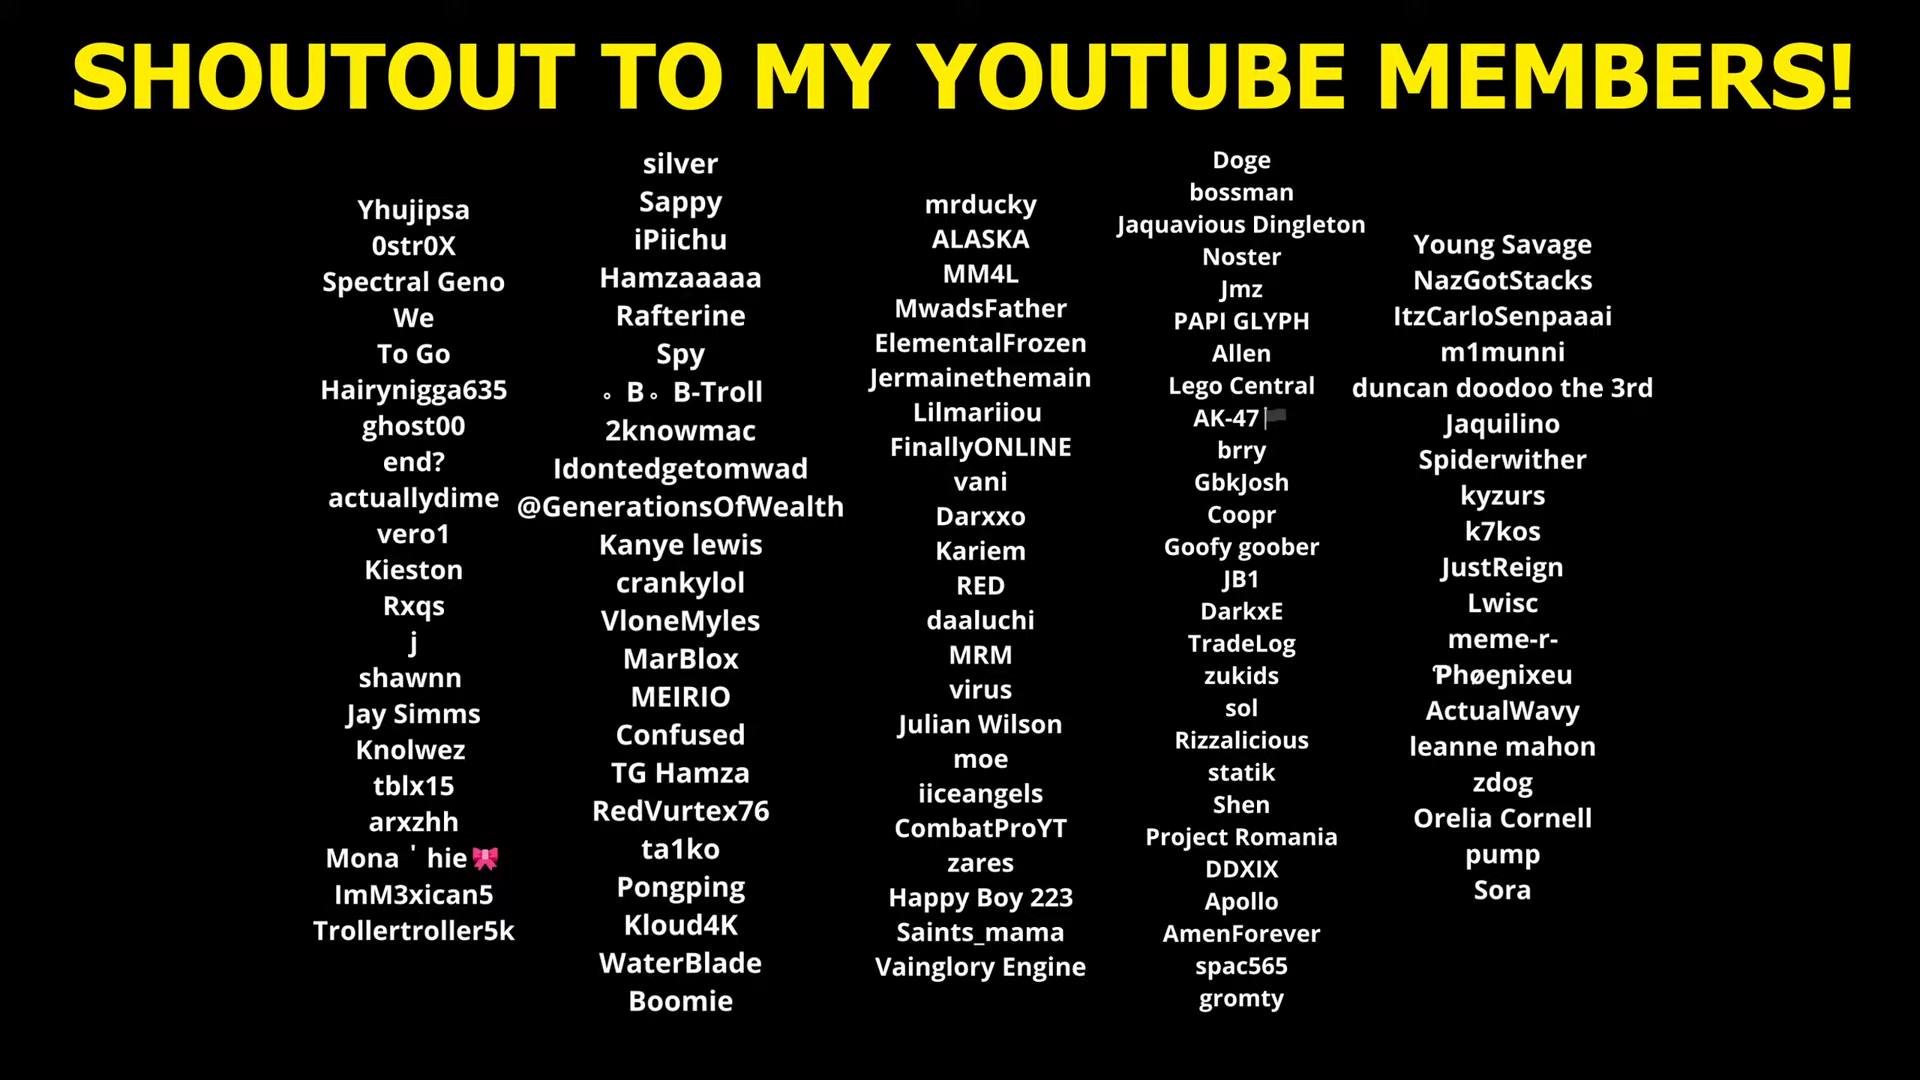 SHOUTOUT TO MY YOUTUBE MEMBERS!
Yhujipsa
0str0X
Spectral Geno
We
To Go
Hairynigga635
ghost00
end?
actuallydime
vero1
Kieston
Rxqs
j
shawnn
Jay Simms
Knolwez
tblx15
arxzhh
Mona ' hie🎀
ImM3xican5
Trollertroller5k
silver
Sappy
iPiichu
Hamzaaaaa
Rafterine
Spy
。B。B-Troll
2knowmac
Idontedgetomwad
@GenerationsOfWealth
Kanye lewis
crankylol
VloneMyles
MarBlox
MEIRIO
Confused
TG Hamza
RedVurtex76
ta1ko
Pongping
Kloud4K
WaterBlade
Boomie
mrducky
ALASKA
MM4L
MwadsFather
ElementalFrozen
Jermainethemain
Lilmariiou
FinallyONLINE
vani
Darxxo
Kariem
RED
daaluchi
MRM
virus
Julian Wilson
moe
iiceangels
CombatProYT
zares
Happy Boy 223
Saints_mama
Vainglory Engine
Doge
bossman
Jaquavious Dingleton
Noster
Jmz
PAPI GLYPH
Allen
Lego Central
AK-47🏴
brry
GbkJosh
Coopr
Goofy goober
JB1
DarkxE
TradeLog
zukids
sol
Rizzalicious
statik
Shen
Project Romania
DDXIX
Apollo
AmenForever
spac565
gromty
Young Savage
NazGotStacks
ItzCarloSenpaaai
m1munni
duncan doodoo the 3rd
Jaquilino
Spiderwither
kyzurs
k7kos
JustReign
Lwisc
meme-r-
Ƥhøeɲixeu
ActualWavy
leanne mahon
zdog
Orelia Cornell
pump
Sora